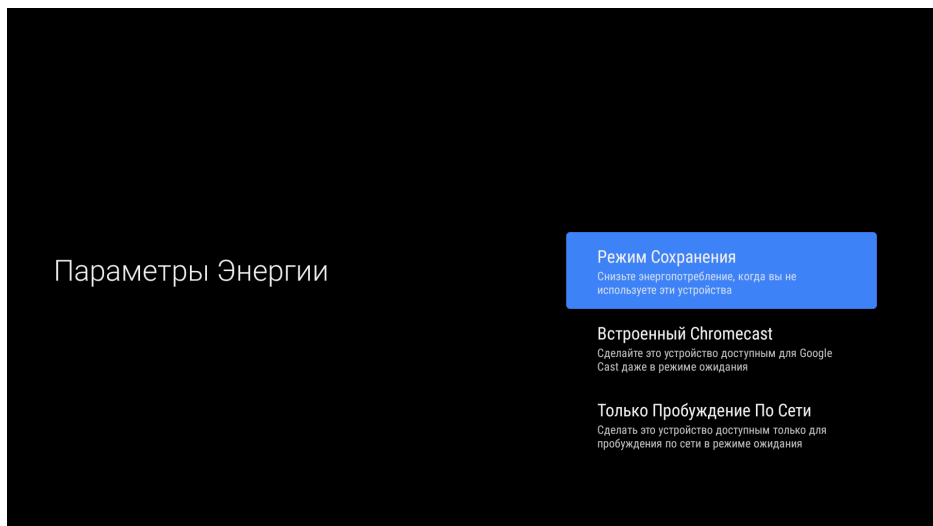 Параметры Энергии
Режим Сохранения
Снизьте энергопотребление, когда вы не
используете эти устройства
Встроенный Chromecast
Сделайте это устройство доступным для Google
Cast даже в режиме ожидания
Только Пробуждение По Сети
Сделать это устройство доступным только для
пробуждения по сети в режиме ожидания